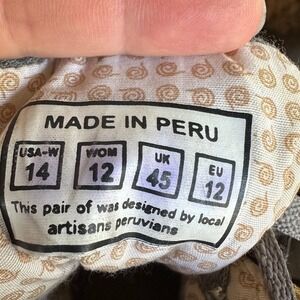 MADE IN PERU
USA-W WOM UK EU
14 12 45 12
This pair of was designed by local
artisans peruvians